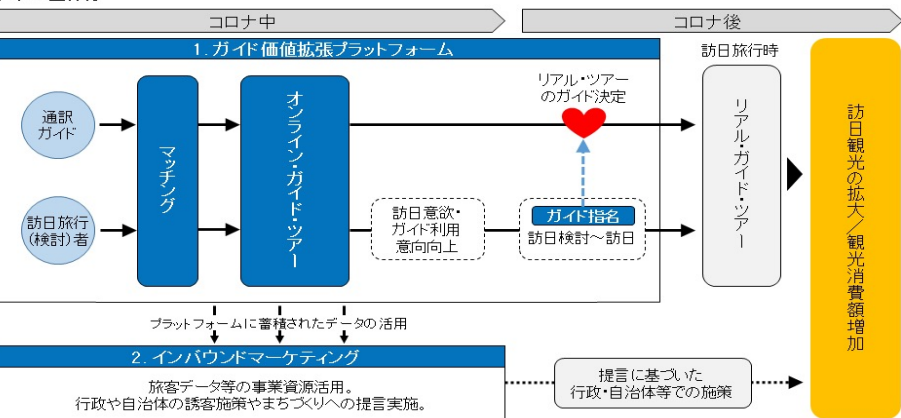 コロナ中
コロナ後
1. ガイド価値拡張プラットフォーム
通訳
ガイド
訪日旅行
(検討)者
マッチング
オンライン・ガイド・ツアー
訪日意欲・
ガイド利用
意向向上
リアル・ツアー
のガイド決定
ガイド指名
訪日検討～訪日
訪日旅行時
リアル・ガイド・ツアー
訪日観光の拡大／観光消費額増加
プラットフォームに蓄積されたデータの活用
2. インバウンドマーケティング
旅客データ等の事業資源活用。
行政や自治体の誘客施策やまちづくりへの提言実施。
提言に基づいた
行政・自治体等での施策